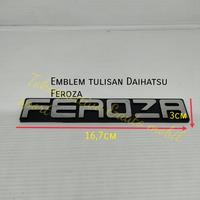 Emblem tulisan Daihatsu
Feroza
FEROZA
3cm
16,7cm